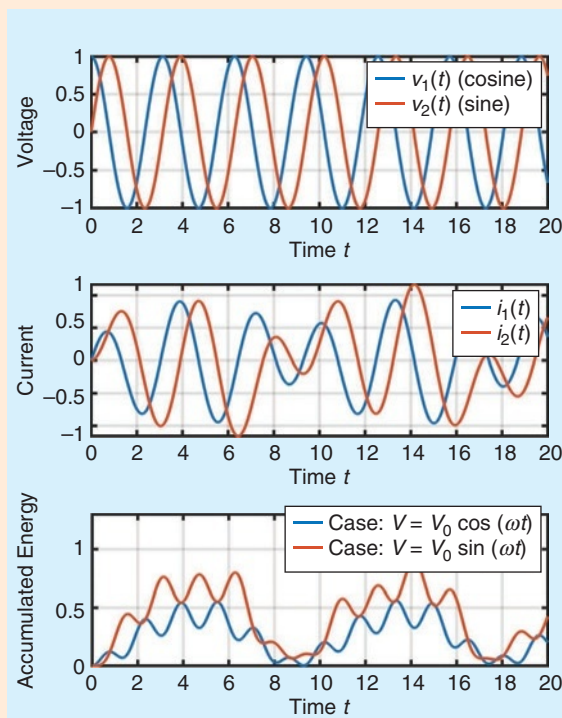 1
0.5
0
−0.5
−1
Voltage
v1(t) (cosine)
v2(t) (sine)
0 2 4 6 8 10 12 14 16 18 20
Time t
1
0.5
0
−0.5
−1
Current
i1(t)
i2(t)
0 2 4 6 8 10 12 14 16 18 20
Time t
1
0.5
0
Accumulated Energy
Case: V = V0 cos (ωt)
Case: V = V0 sin (ωt)
0 2 4 6 8 10 12 14 16 18 20
Time t